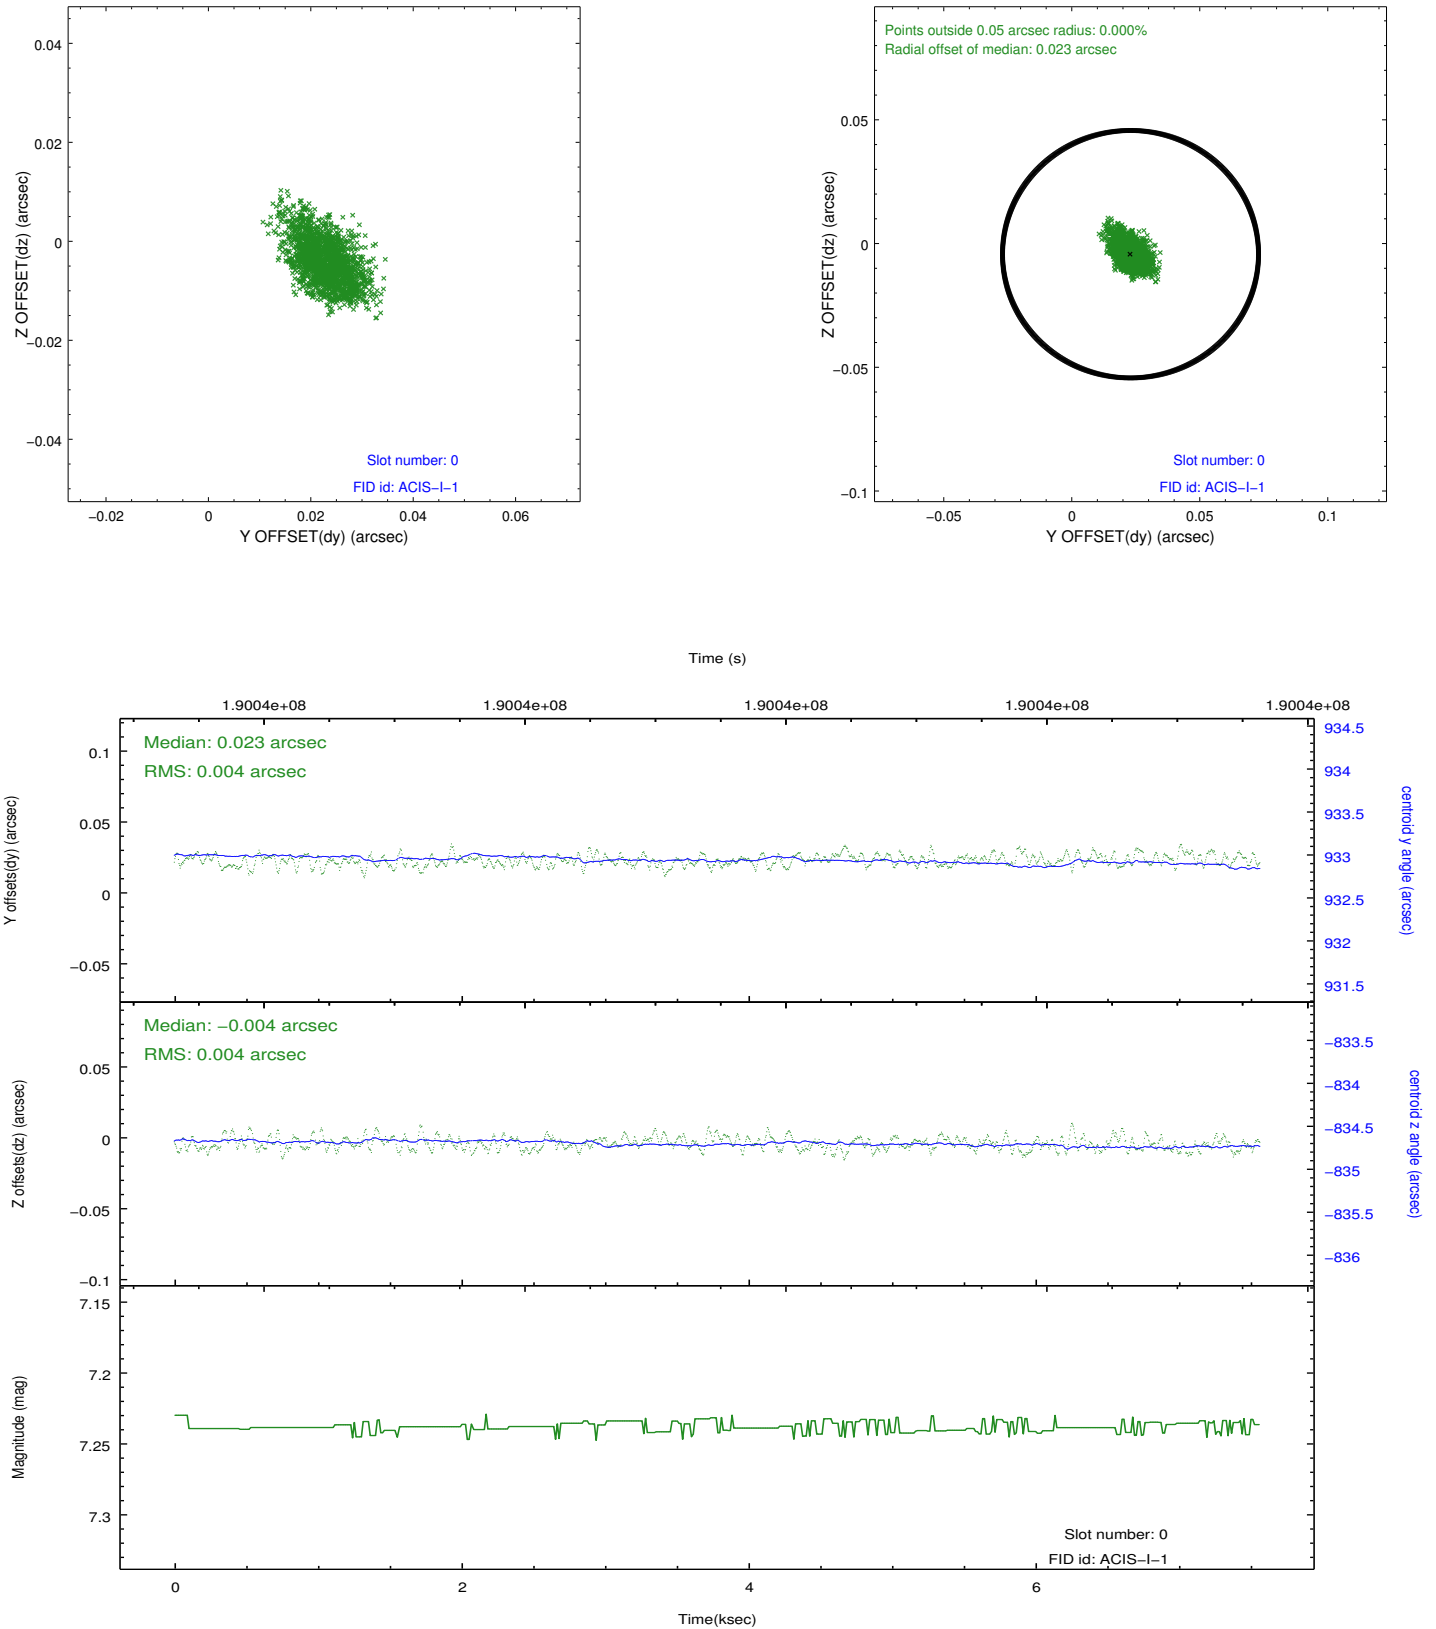 0.04
0.02
0
−0.02
−0.04
Z OFFSET(dz) (arcsec)
Slot number: 0
FID id: ACIS−I−1
−0.02 0 0.02 0.04 0.06
Y OFFSET(dy) (arcsec)
Points outside 0.05 arcsec radius: 0.000%
Radial offset of median: 0.023 arcsec
0.05
0
−0.05
−0.1
Z OFFSET(dz) (arcsec)
Slot number: 0
FID id: ACIS−I−1
−0.05 0 0.05 0.1
Y OFFSET(dy) (arcsec)
Time (s)
1.9004e+08 1.9004e+08 1.9004e+08 1.9004e+08 1.9004e+08
Median: 0.023 arcsec
RMS: 0.004 arcsec
0.1
0.05
0
−0.05
Y offsets(dy) (arcsec)
934.5
934
933.5
933
932.5
932
931.5
centroid y angle (arcsec)
Median: −0.004 arcsec
RMS: 0.004 arcsec
0.05
0
−0.05
−0.1
Z offsets(dz) (arcsec)
−833.5
−834
−834.5
−835
−835.5
−836
centroid z angle (arcsec)
7.15
7.2
7.25
7.3
Magnitude (mag)
Slot number: 0
FID id: ACIS−I−1
0 2 4 6
Time(ksec)